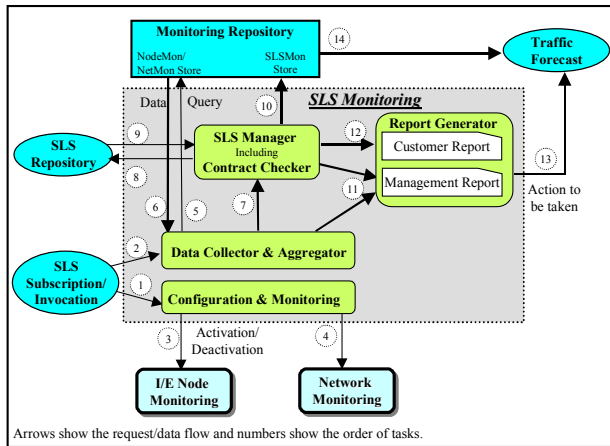 Monitoring Repository
NodeMon/
NetMon Store
SLSMon
Store
14
Traffic
Forecast
Data
Query
10
SLS Monitoring
9
SLS
Repository
8
SLS Manager
Including
Contract Checker
12
Report Generator
Customer Report
Management Report
13
Action to
be taken
11
6
5
7
2
Data Collector & Aggregator
SLS
Subscription/
Invocation
1
Configuration & Monitoring
3
Activation/
Deactivation
4
I/E Node
Monitoring
Network
Monitoring
Arrows show the request/data flow and numbers show the order of tasks.